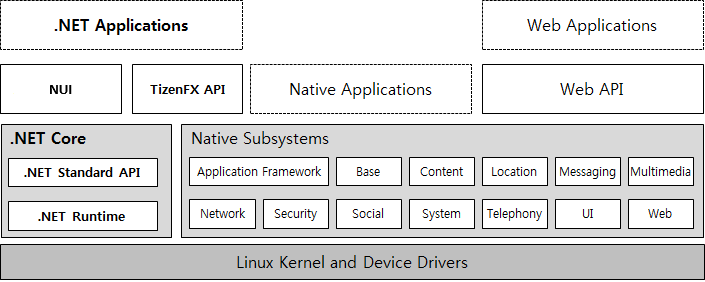 .NET Applications
Web Applications
NUI
TizenFX API
Native Applications
Web API
.NET Core
Native Subsystems
.NET Standard API
Application Framework
Base
Content
Location
Messaging
Multimedia
.NET Runtime
Network
Security
Social
System
Telephony
UI
Web
Linux Kernel and Device Drivers